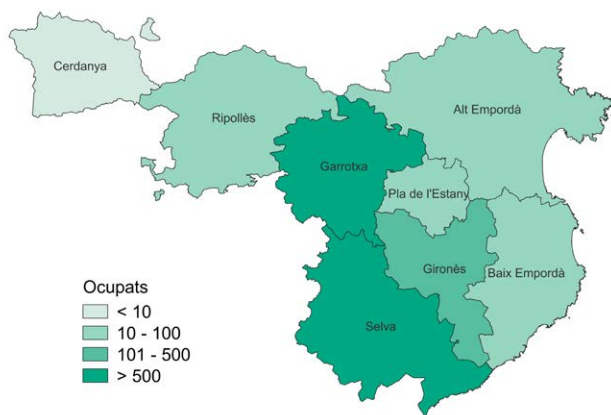 Cerdanya
Ripollès
Alt Empordà
Garrotxa
Pla de l'Estany
Gironès
Baix Empordà
Selva
Ocupats
< 10
10 - 100
101 - 500
> 500